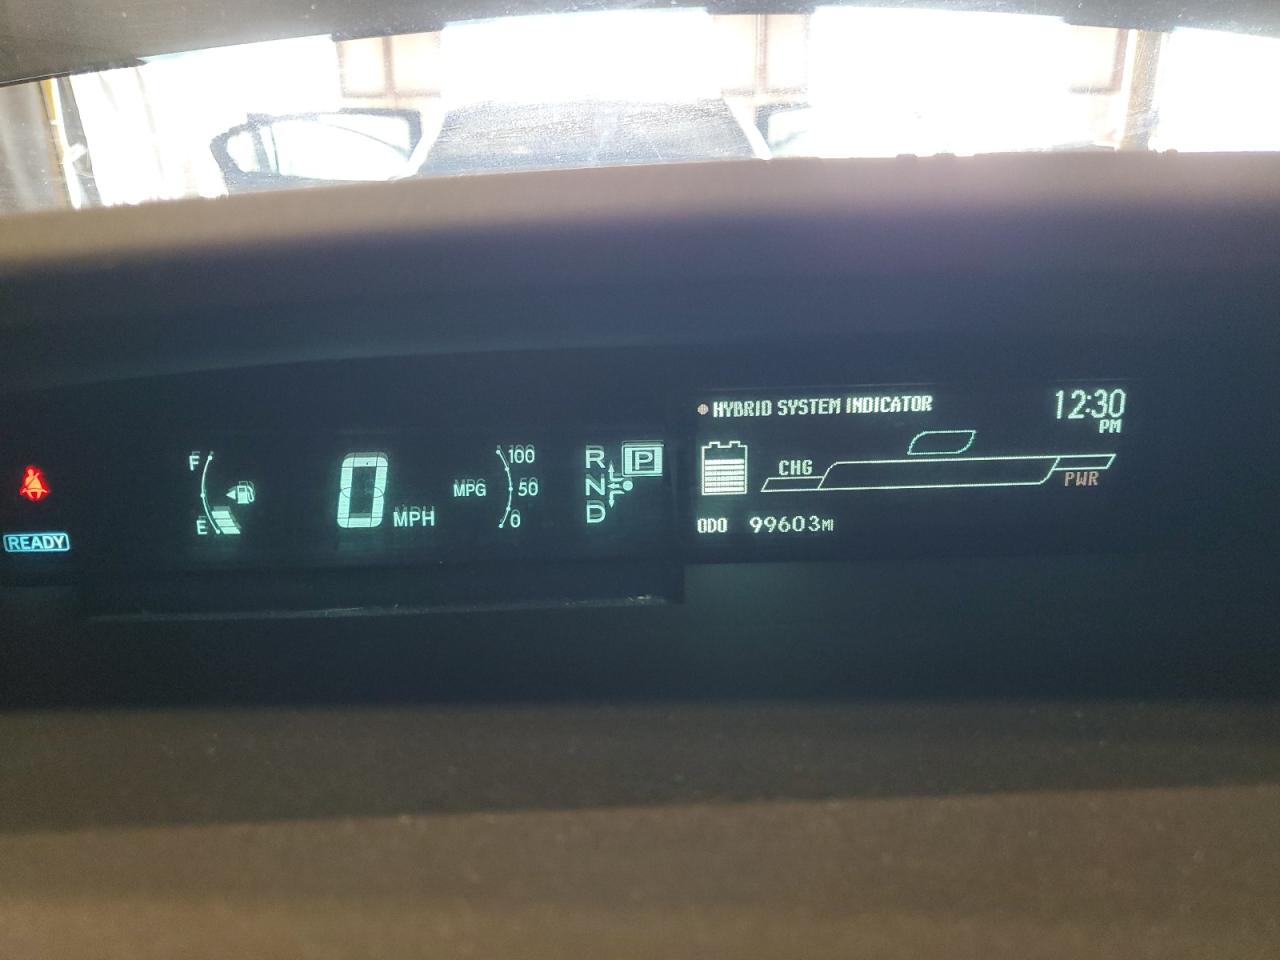 HYBRID SYSTEM INDICATOR
12:30
PM
F
E
0
MPH
MPG
100
50
0
R
N
D
P
CHG
PWR
ODO 99603MI
READY